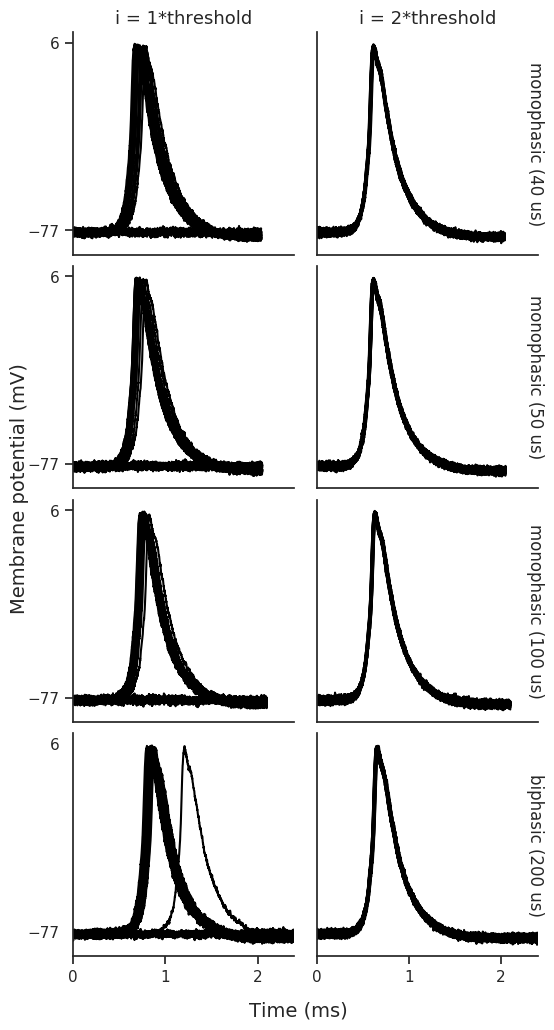 i = 1*threshold
i = 2*threshold
6
−77
monophasic (40 us)
6
−77
monophasic (50 us)
Membrane potential (mV)
6
−77
monophasic (100 us)
6
−77
biphasic (200 us)
0
1
2
0
1
2
Time (ms)